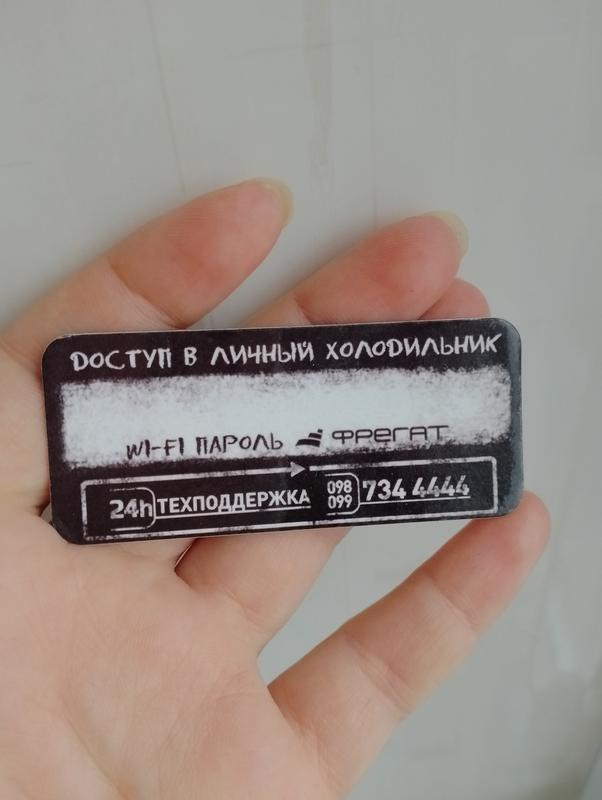 ДОСТУП В ЛИЧНЫЙ ХОЛОДИЛЬНИК
WI-FI ПАРОЛЬ ФРЕГАТ
24h ТЕХПОДДЕРЖКА 098 099 734 4444